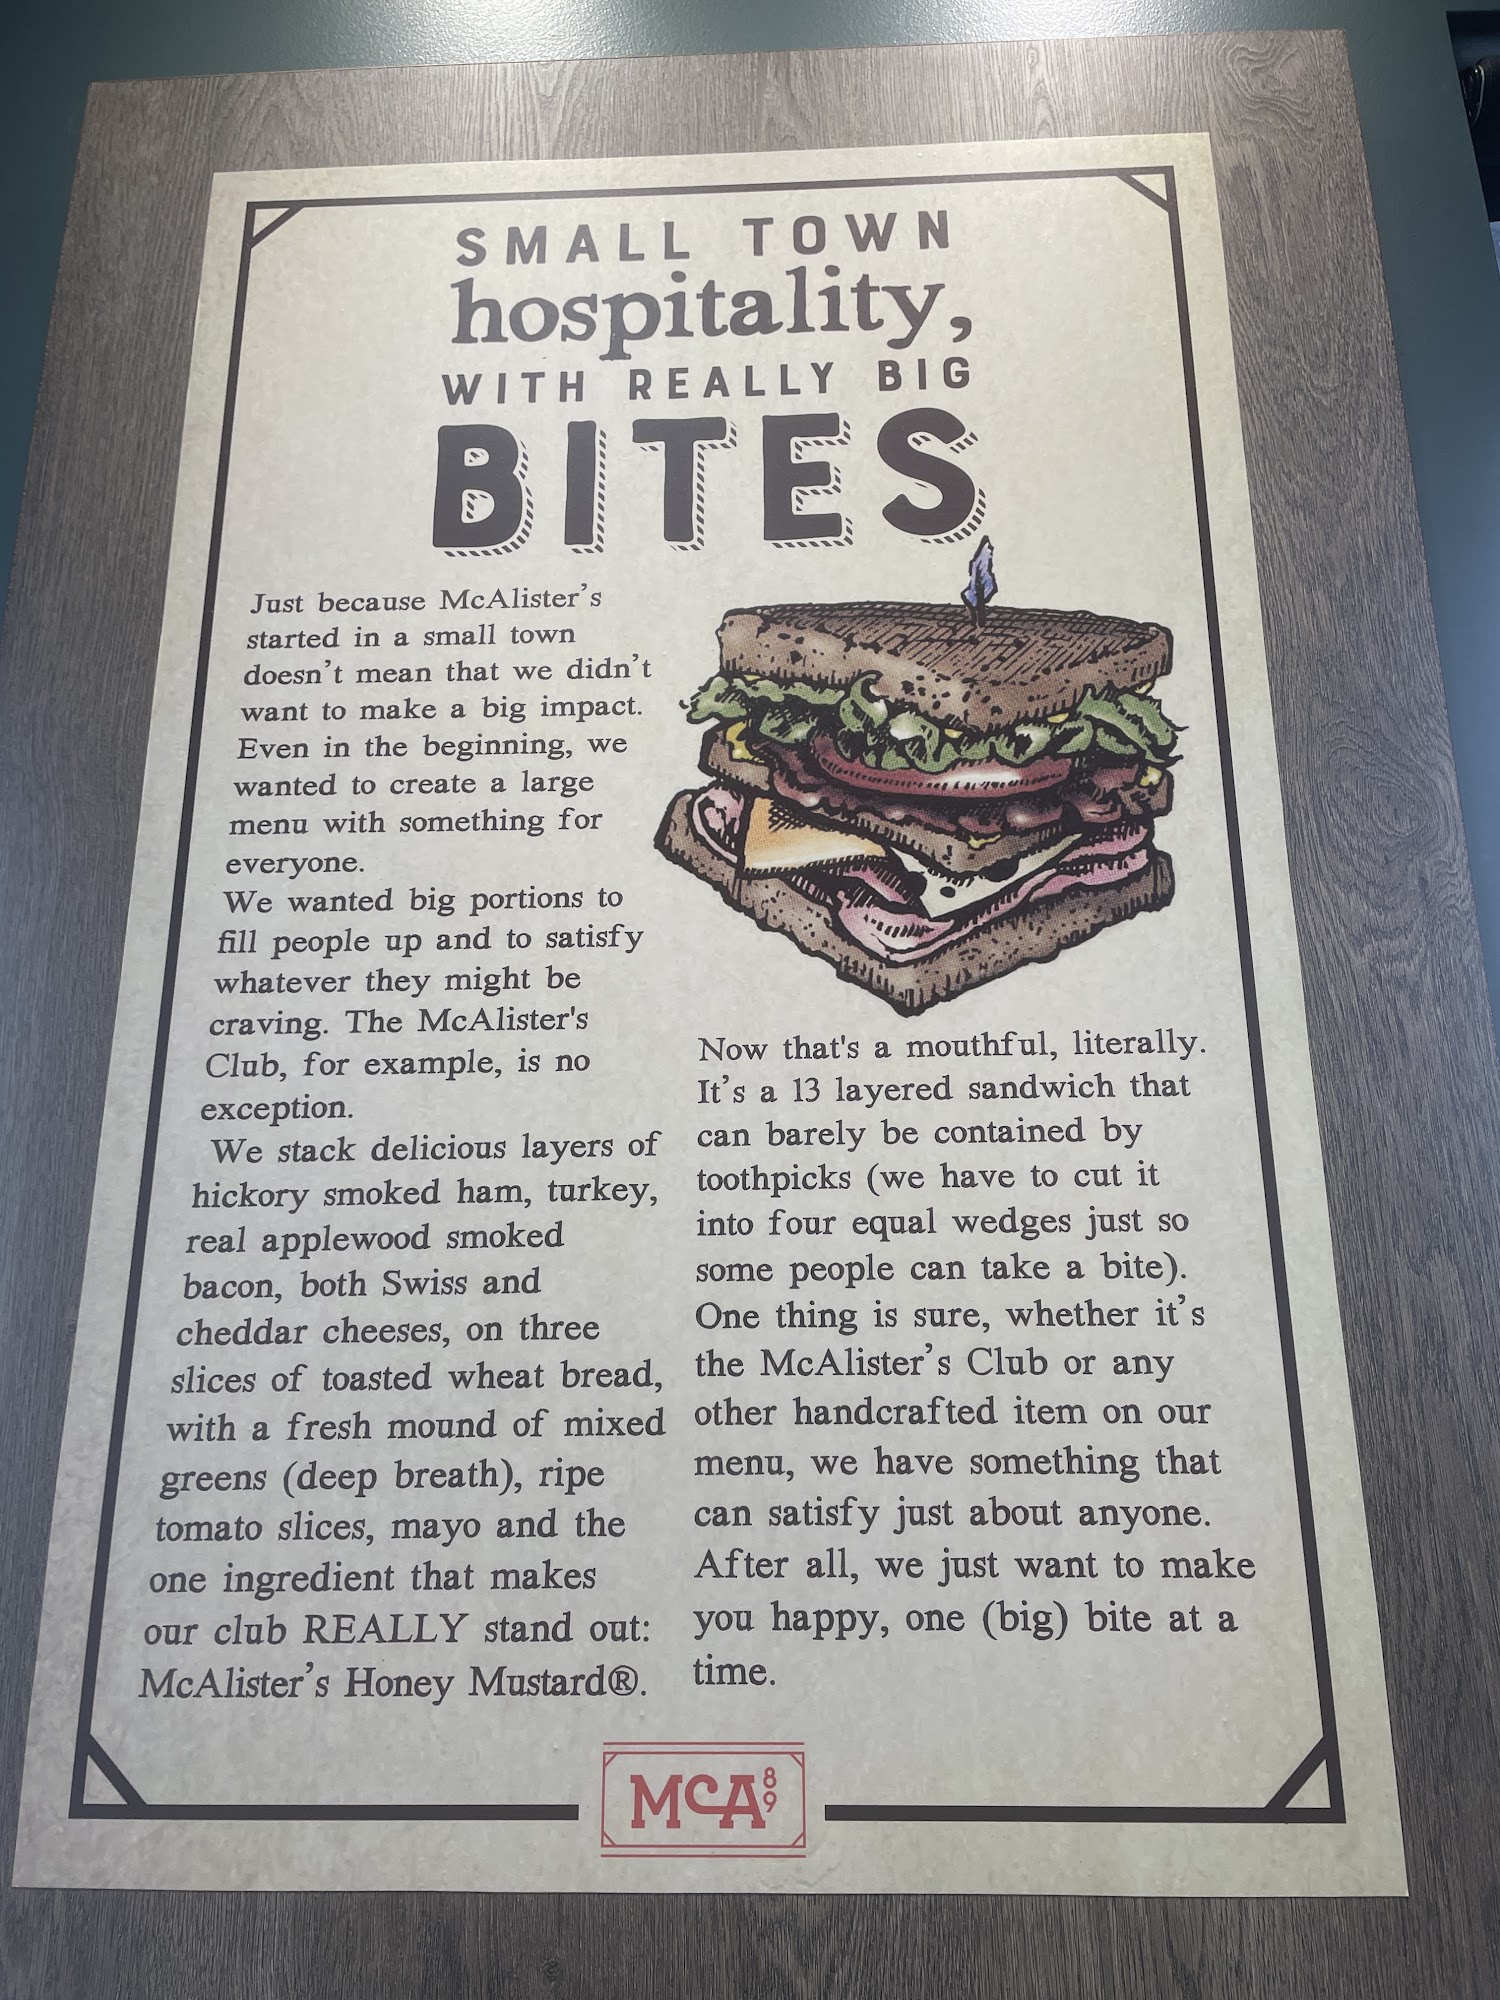 SMALL TOWN
hospitality,
WITH REALLY BIG
BITES
Just because McAlister's
started in a small town
doesn't mean that we didn't
want to make a big impact.
Even in the beginning, we
wanted to create a large
menu with something for
everyone.
We wanted big portions to
fill people up and to satisfy
whatever they might be
craving. The McAlister's
Club, for example, is no
exception.
We stack delicious layers of
hickory smoked ham, turkey,
real applewood smoked
bacon, both Swiss and
cheddar cheeses, on three
slices of toasted wheat bread,
with a fresh mound of mixed
greens (deep breath), ripe
tomato slices, mayo and the
one ingredient that makes
our club REALLY stand out:
McAlister's Honey Mustard®.
Now that's a mouthful, literally.
It's a 13 layered sandwich that
can barely be contained by
toothpicks (we have to cut it
into four equal wedges just so
some people can take a bite).
One thing is sure, whether it's
the McAlister's Club or any
other handcrafted item on our
menu, we have something that
can satisfy just about anyone.
After all, we just want to make
you happy, one (big) bite at a
time.
MCA 89